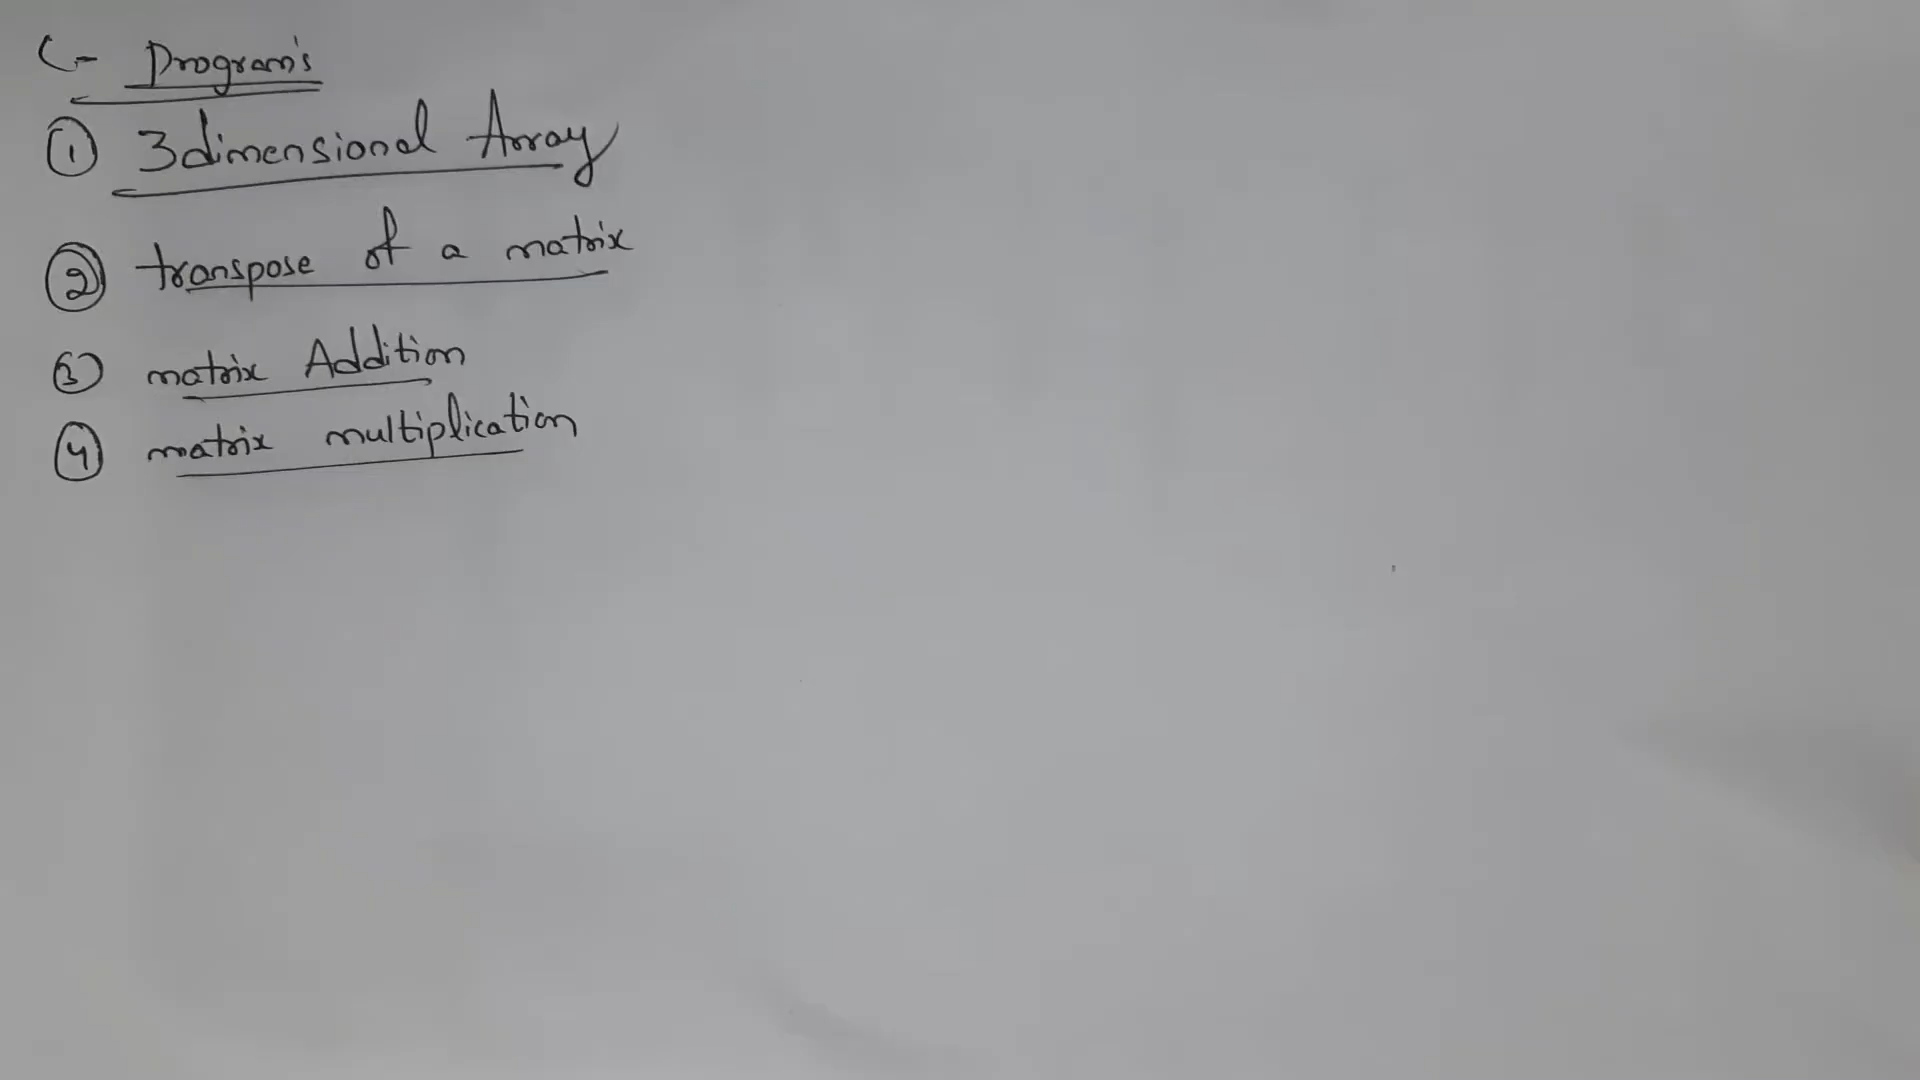 C- Program's
① 3dimensional Array
② transpose of a matrix
③ matrix Addition
④ matrix multiplication